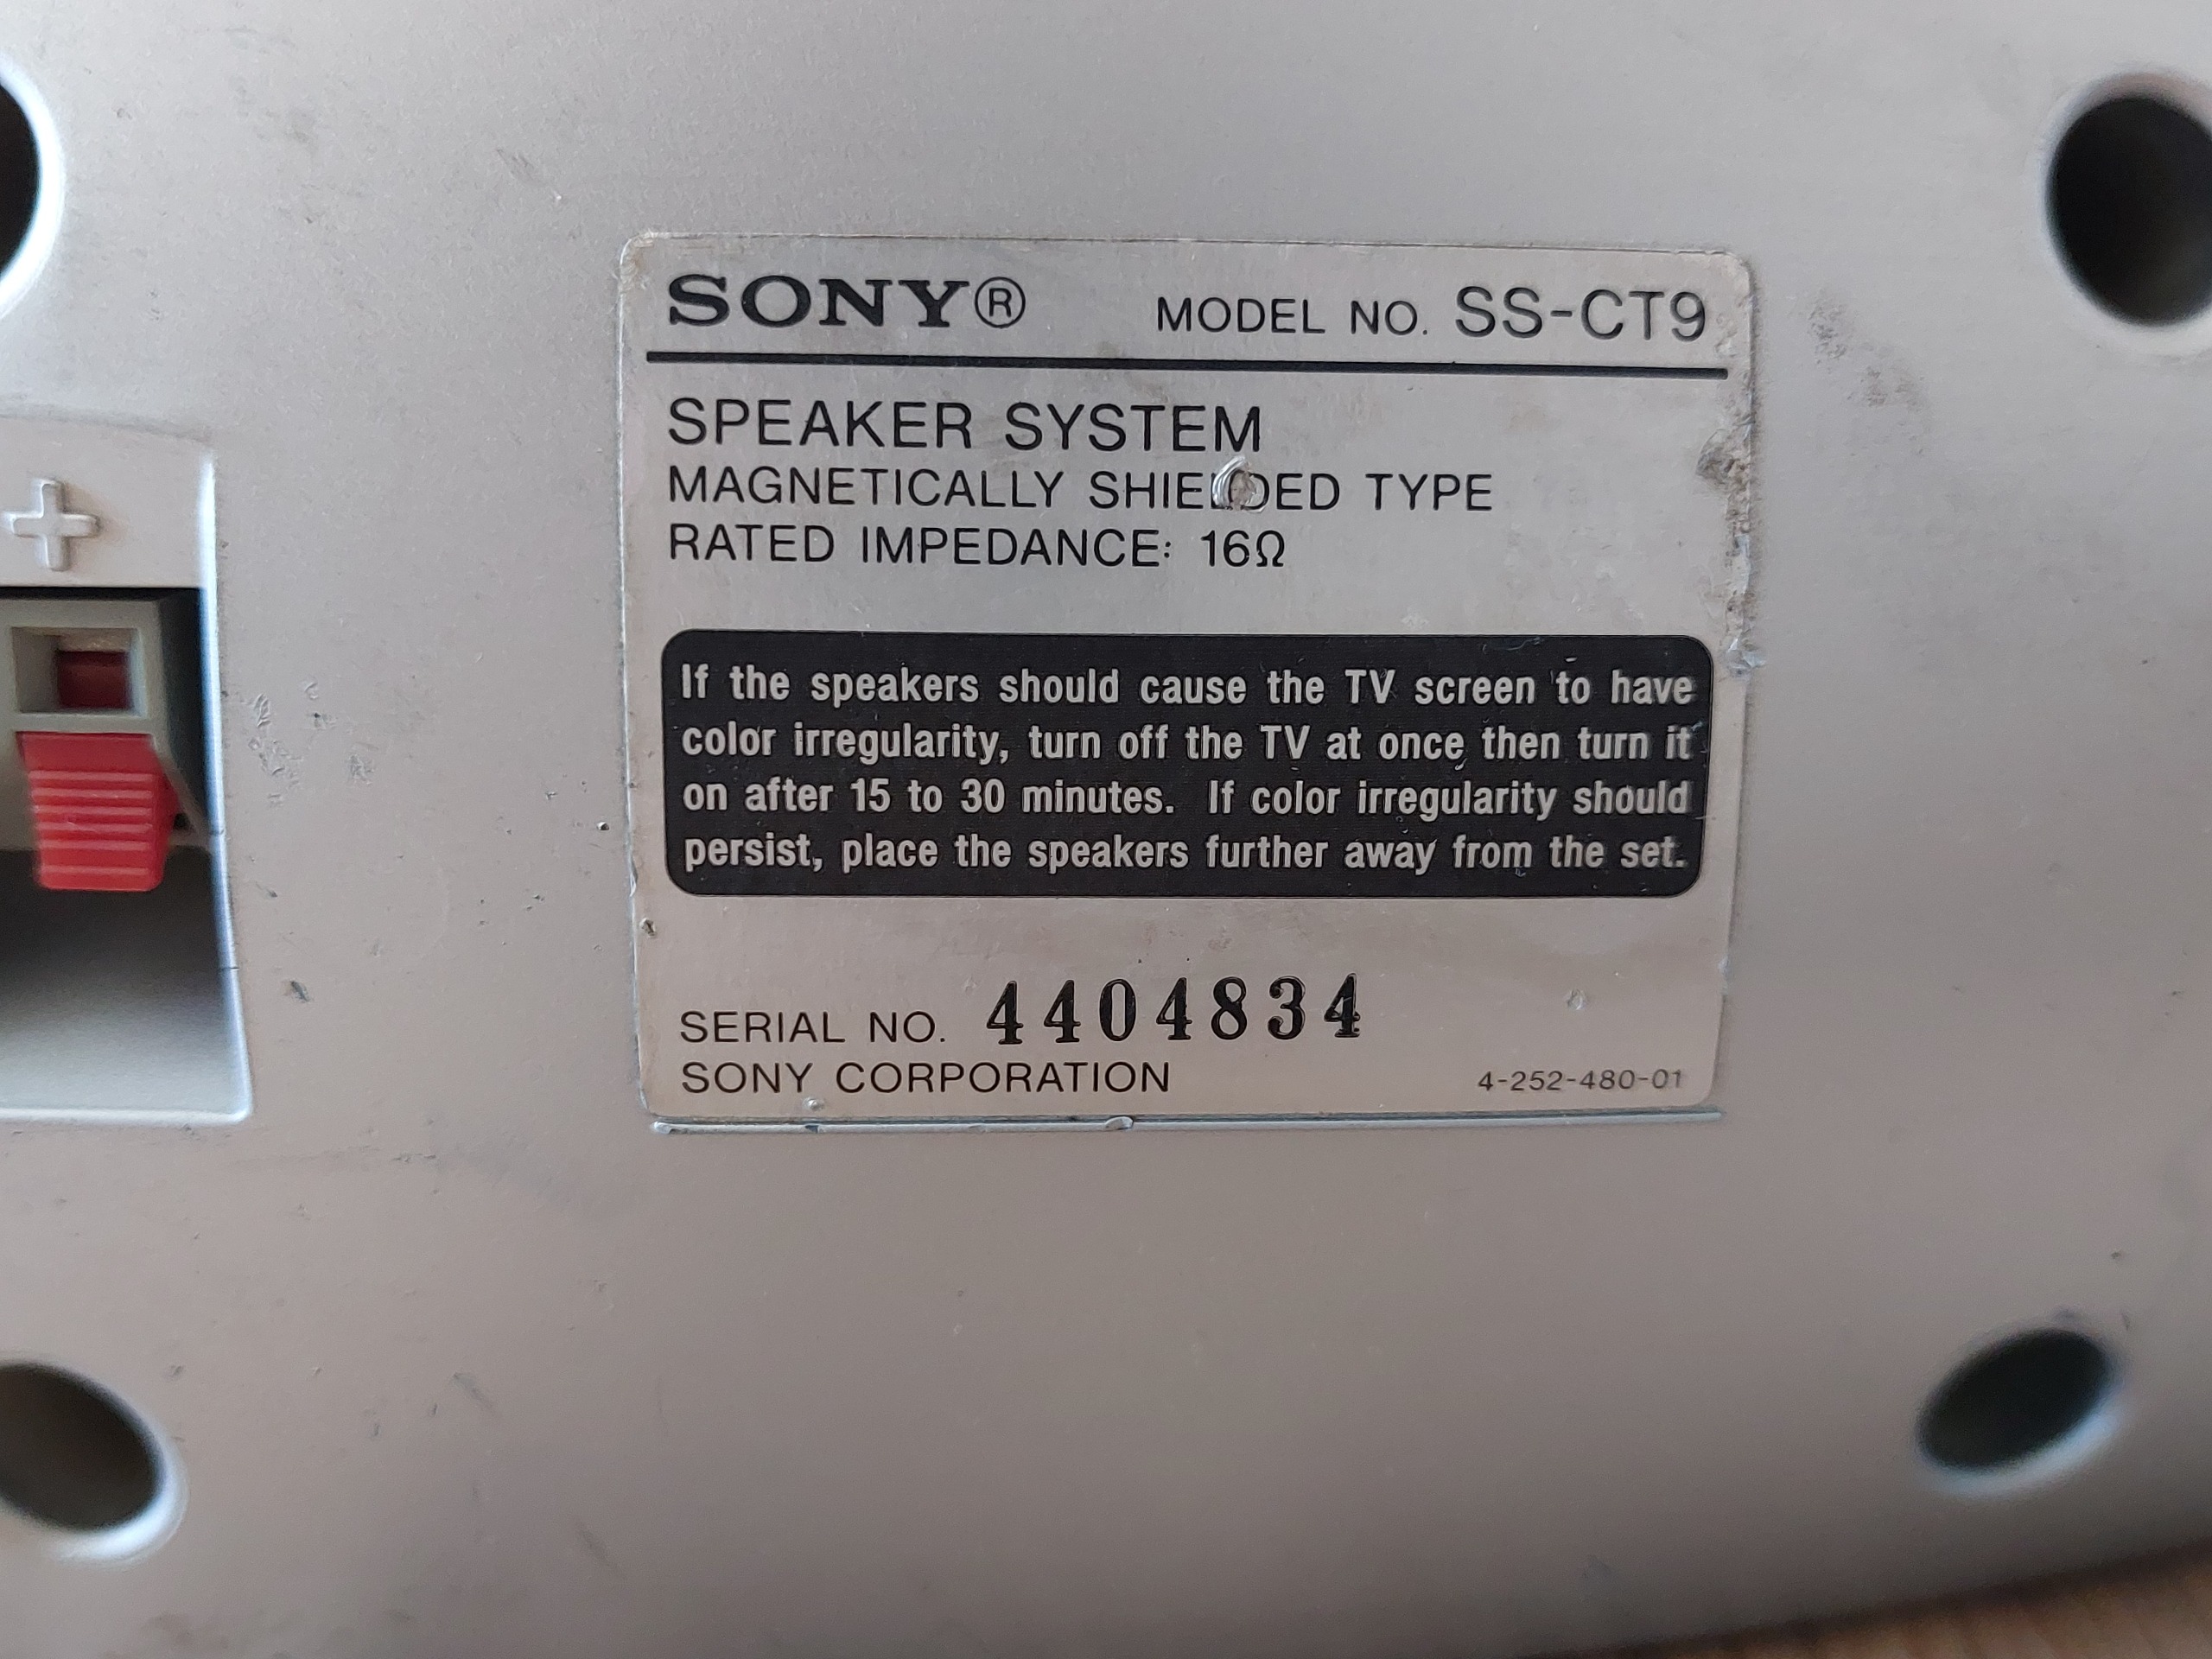 SONY® MODEL NO. SS-CT9
SPEAKER SYSTEM
MAGNETICALLY SHIELDED TYPE
RATED IMPEDANCE: 16Ω
+
If the speakers should cause the TV screen to have
color irregularity, turn off the TV at once then turn it
on after 15 to 30 minutes. If color irregularity should
persist, place the speakers further away from the set.
SERIAL NO. 4404834
SONY CORPORATION 4-252-480-01